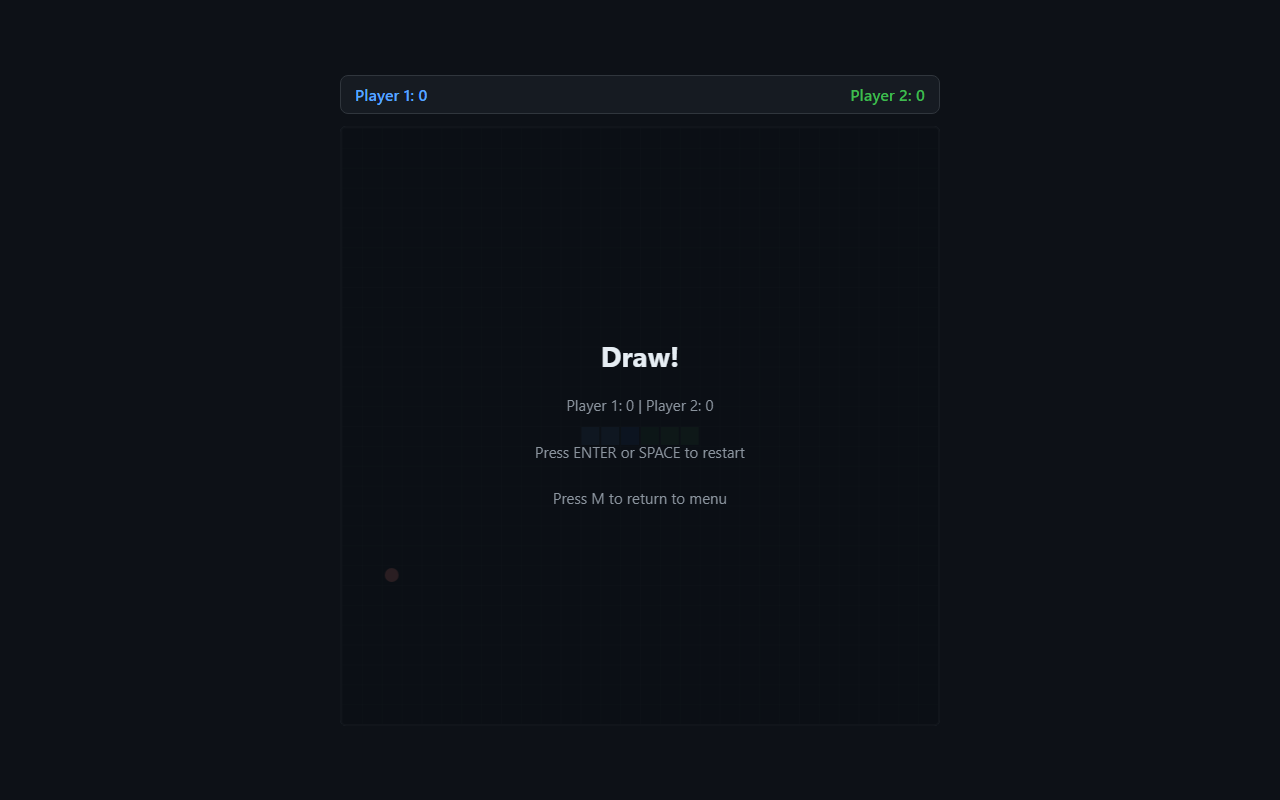 Player 1: 0
Player 2: 0
Draw!
Player 1: 0 | Player 2: 0
Press ENTER or SPACE to restart
Press M to return to menu